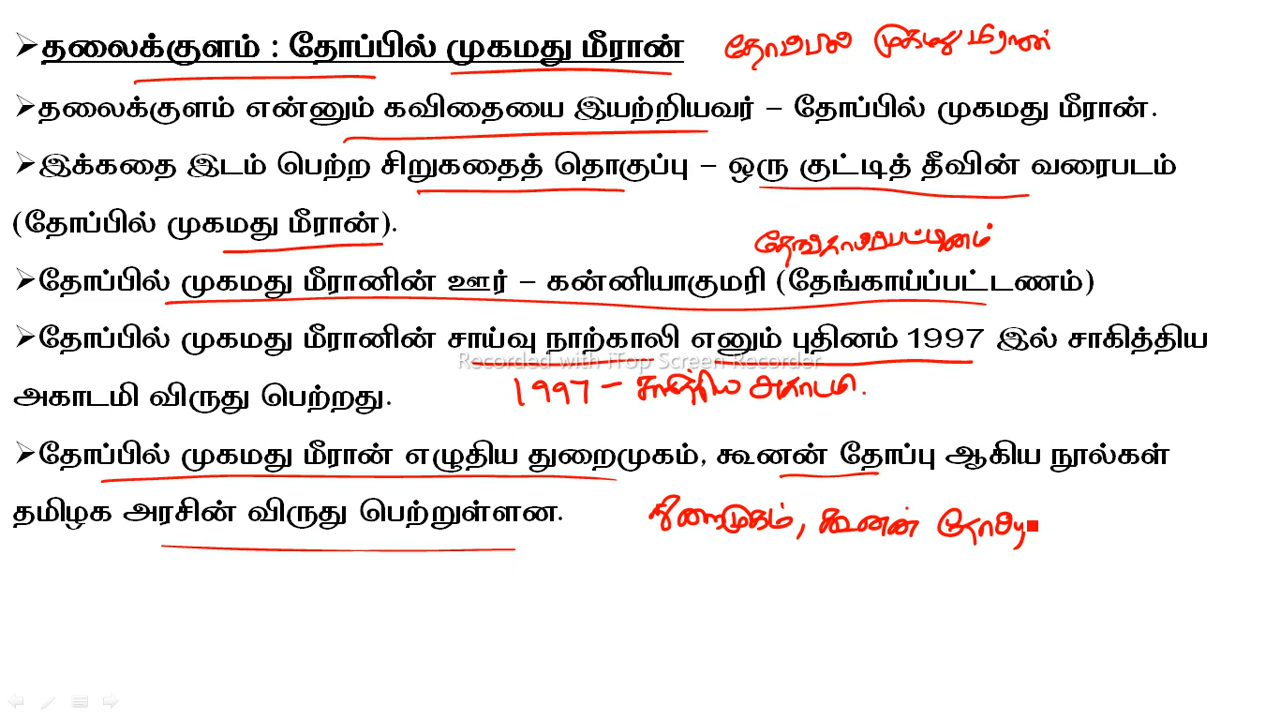 ➢தலைக்குளம் : தோப்பில் முகமது மீரான் தோப்பில் முகமது மீரான்
➢தலைக்குளம் என்னும் கவிதையை இயற்றியவர் – தோப்பில் முகமது மீரான்.
➢இக்கதை இடம் பெற்ற சிறுகதைத் தொகுப்பு – ஒரு குட்டித் தீவின் வரைபடம்
(தோப்பில் முகமது மீரான்).
தேங்காய்பட்டிணம்
➢தோப்பில் முகமது மீரானின் ஊர் – கன்னியாகுமரி (தேங்காய்ப்பட்டணம்)
➢தோப்பில் முகமது மீரானின் சாய்வு நாற்காலி எனும் புதினம் 1997 இல் சாகித்திய
Recorded with iTop Screen Recorder
அகாடமி விருது பெற்றது. 1997 – சாகித்திய அகாடமி.
➢தோப்பில் முகமது மீரான் எழுதிய துறைமுகம், கூனன் தோப்பு ஆகிய நூல்கள்
தமிழக அரசின் விருது பெற்றுள்ளன. துறைமுகம், கூனன் தோப்பு